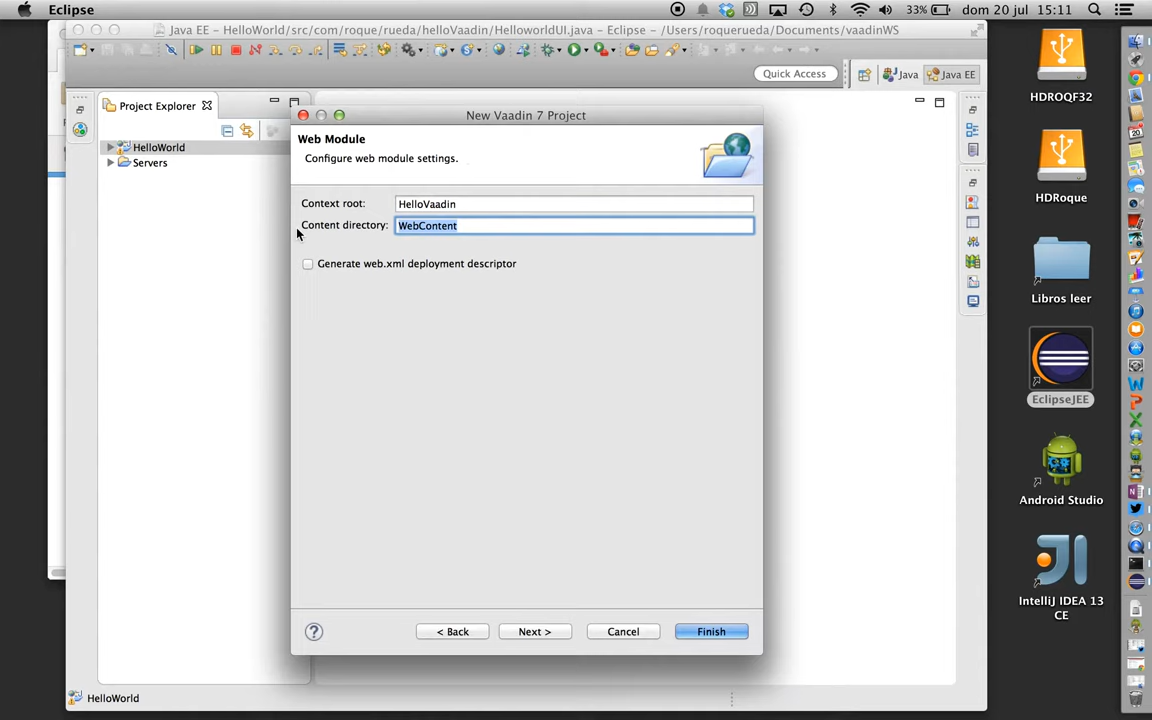 Eclipse
33%
dom 20 jul 15:11
Java EE - HelloWorld/src/com/roque/rueda/helloVaadin/HelloworldUI.java - Eclipse - /Users/roquerueda/Documents/vaadinWS
Quick Access
Java
Java EE
Project Explorer
HelloWorld
Servers
New Vaadin 7 Project
Web Module
Configure web module settings.
Context root:
HelloVaadin
Content directory:
WebContent
Generate web.xml deployment descriptor
?
< Back
Next >
Cancel
Finish
HelloWorld
HDROQF32
HDRoque
Libros leer
EclipseJEE
Android Studio
IntelliJ IDEA 13
CE